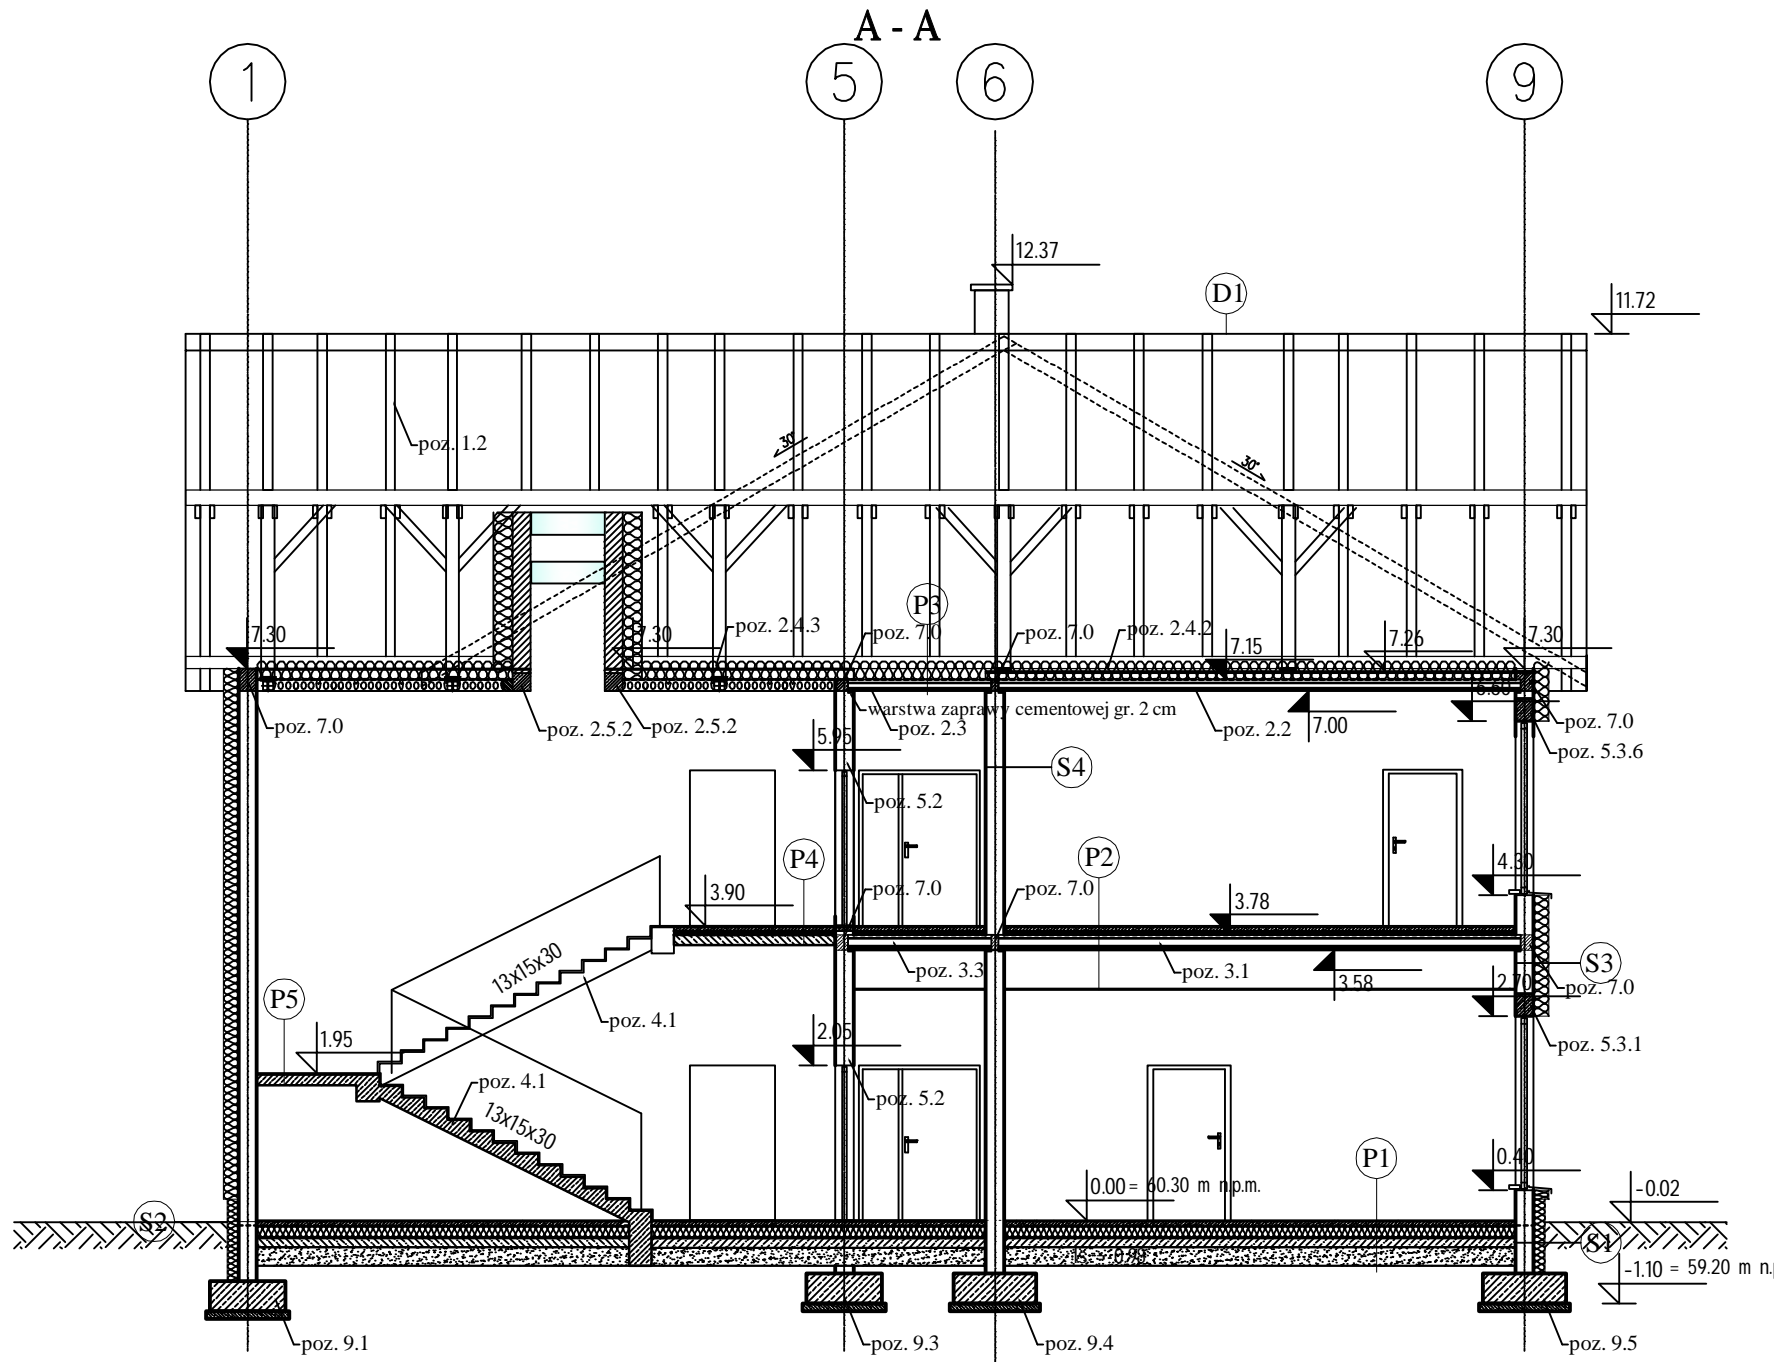 A - A
1
5
6
9
12.37
D1
11.72
poz. 1.2
30°
30°
P3
7.30
7.30
poz. 2.4.3
poz. 7.0
poz. 7.0
poz. 2.4.2
7.15
7.26
7.30
poz. 7.0
poz. 2.5.2
poz. 2.5.2
warstwa zaprawy cementowej gr. 2 cm
poz. 2.3
poz. 2.2
7.00
poz. 7.0
poz. 5.3.6
5.95
S4
poz. 5.2
P4
P2
4.30
3.90
poz. 7.0
poz. 7.0
3.78
13x15x30
poz. 3.3
poz. 3.1
S3
3.58
2.70
poz. 7.0
P5
poz. 4.1
1.95
2.05
poz. 5.3.1
poz. 4.1
poz. 5.2
13x15x30
P1
0.40
0.00 = 60.30 m n.p.m.
-0.02
S2
S1
-1.10 = 59.20 m n.p
poz. 9.1
poz. 9.3
poz. 9.4
poz. 9.5